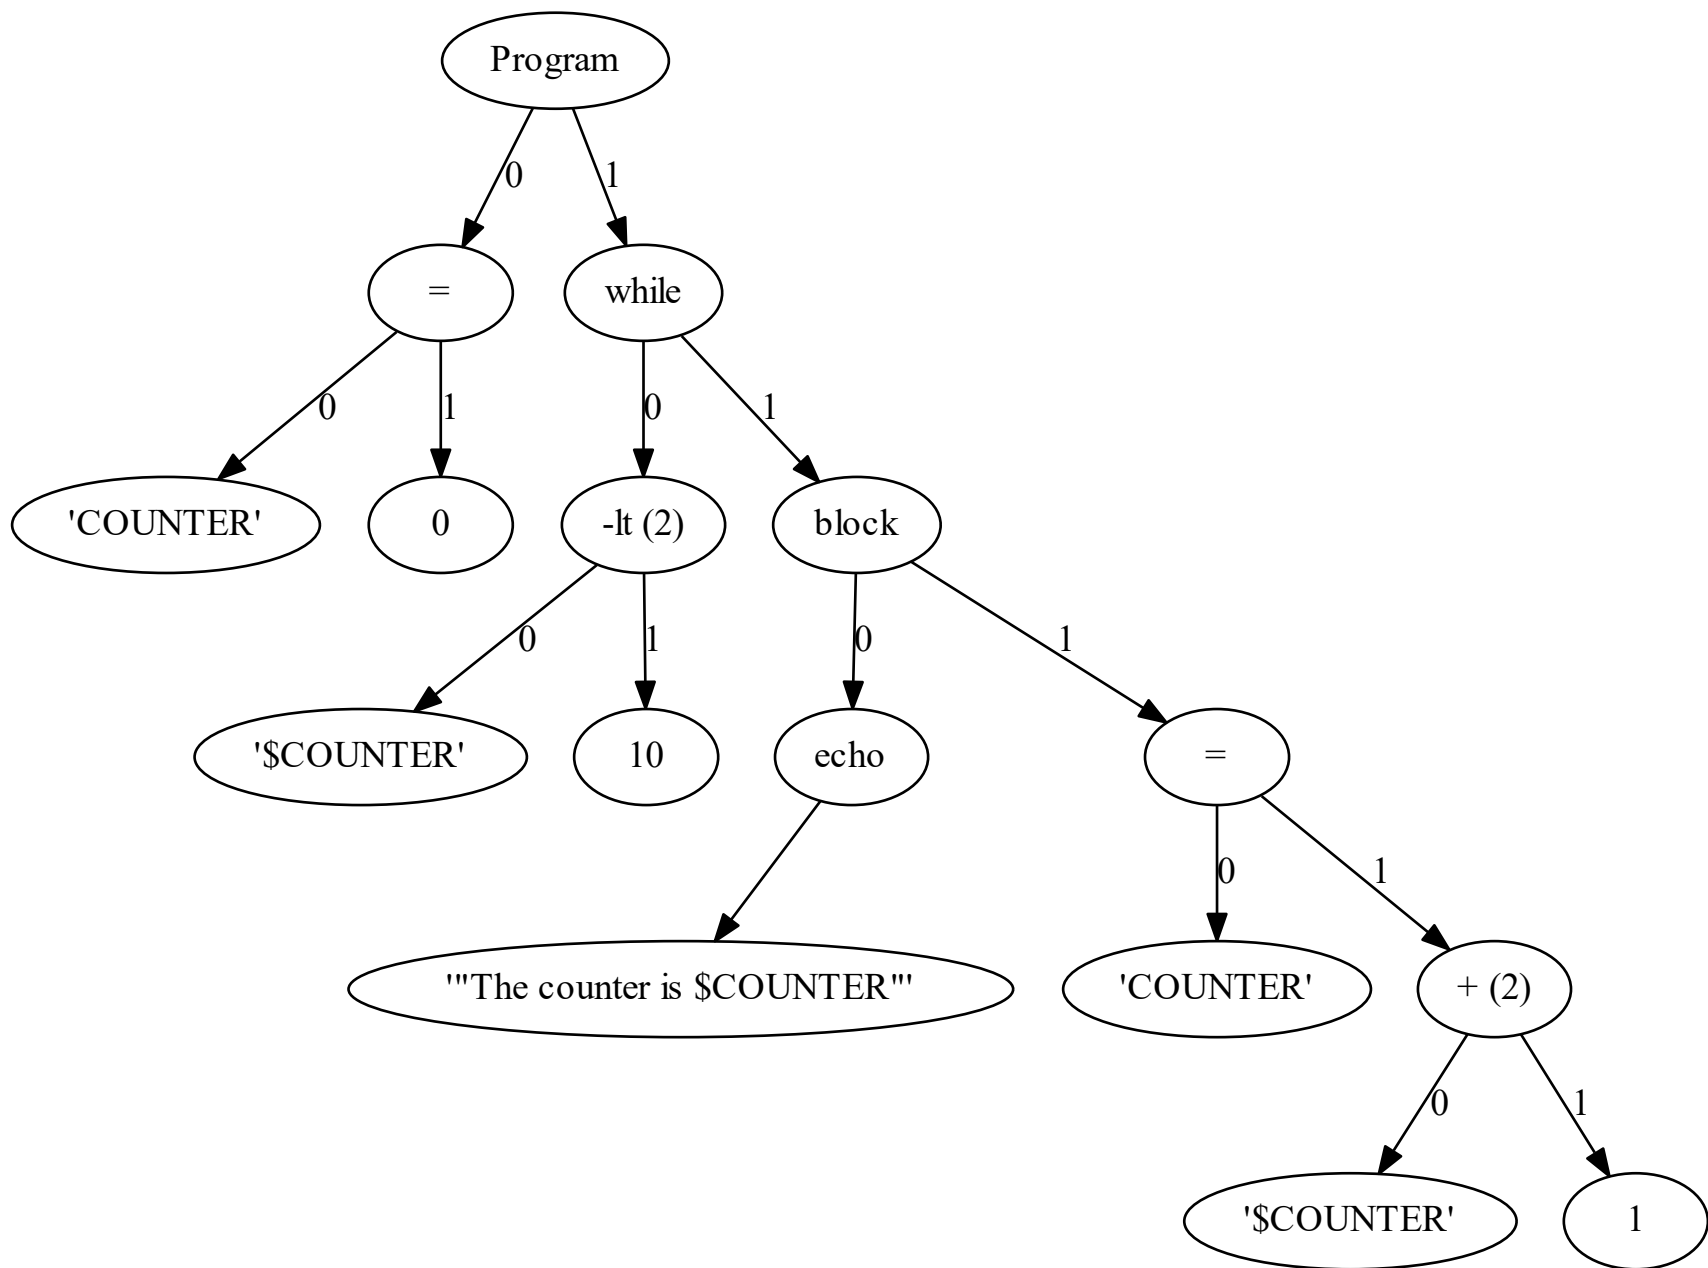 Program
0
1
=
while
0
1
0
1
'COUNTER'
0
-lt (2)
block
0
1
0
1
'$COUNTER'
10
echo
=
0
1
'"The counter is $COUNTER"'
'COUNTER'
+ (2)
0
1
'$COUNTER'
1